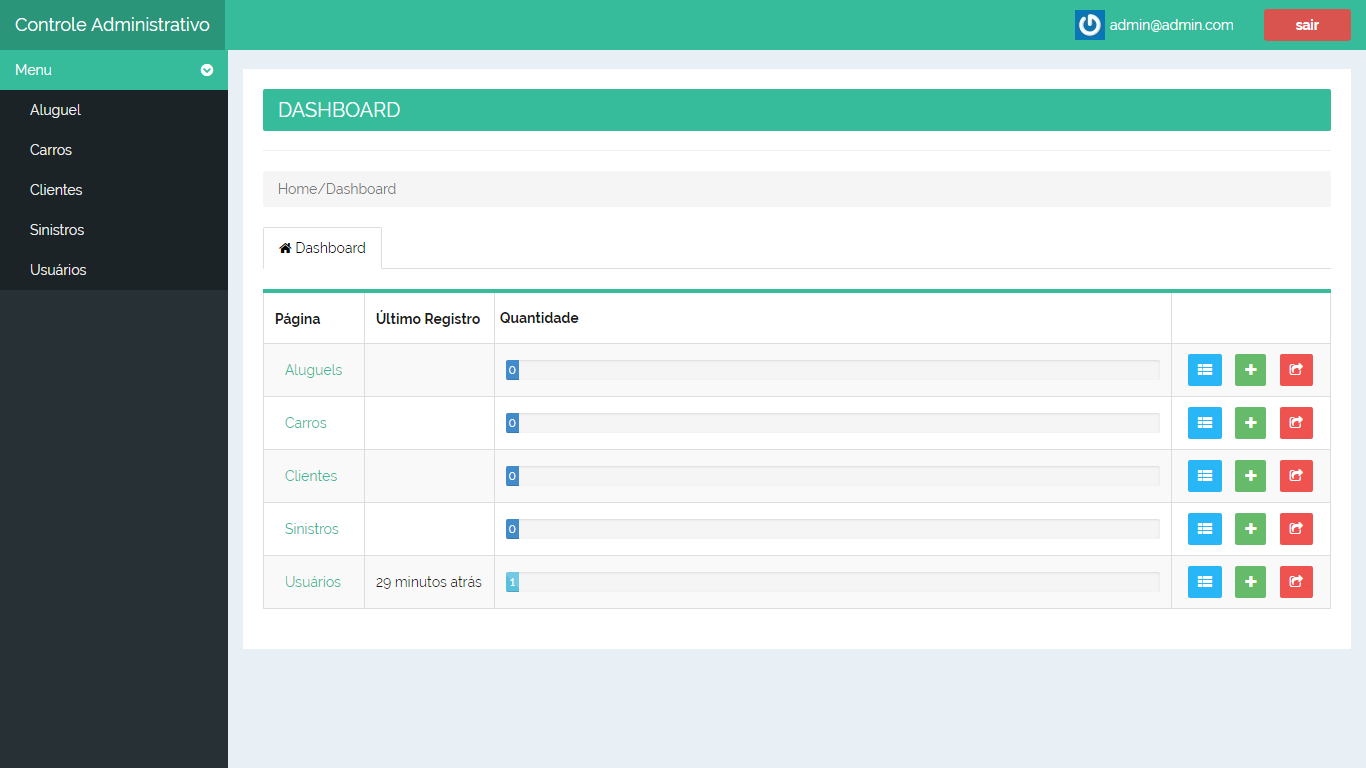 Controle Administrativo
admin@admin.com
sair
Menu
Aluguel
Carros
Clientes
Sinistros
Usuários
DASHBOARD
Home/Dashboard
Dashboard
Página Último Registro Quantidade
Aluguels 0
Carros 0
Clientes 0
Sinistros 0
Usuários 29 minutos atrás 1